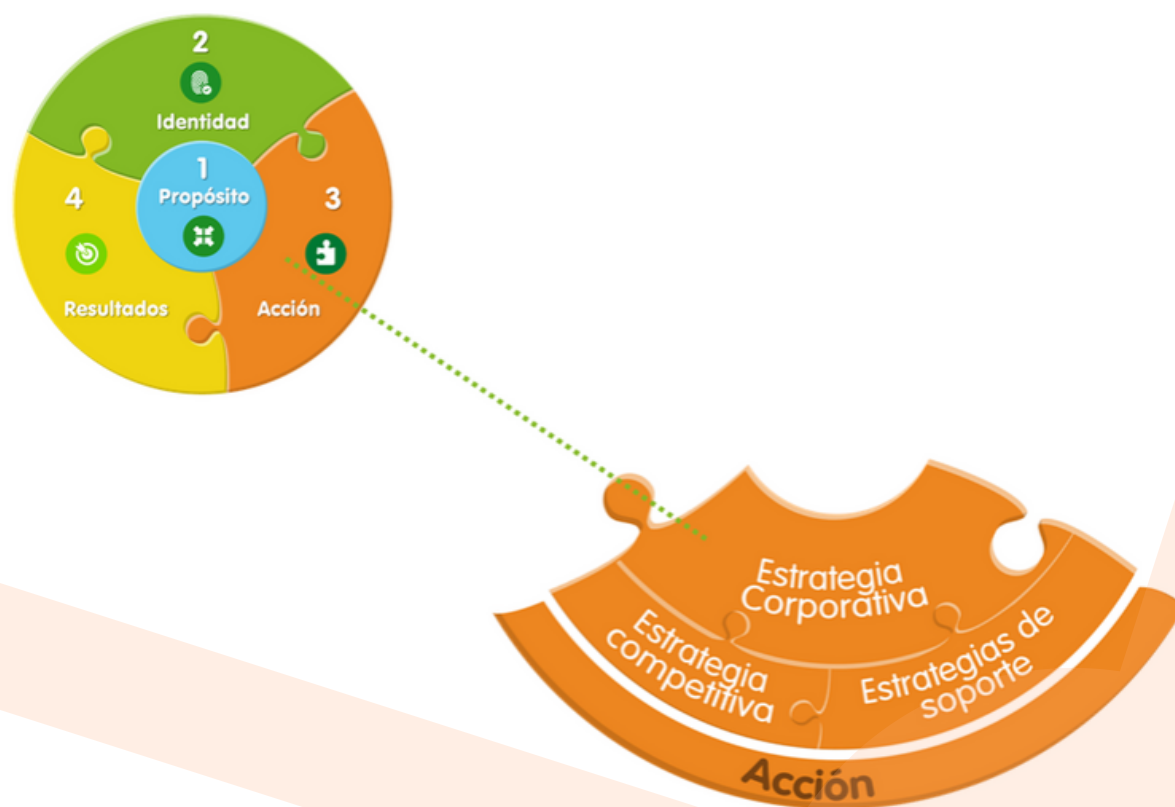 2
Identidad
1
Propósito
4
Resultados
3
Acción
Estrategia
Corporativa
Estrategia
competitiva
Estrategias de
soporte
Acción